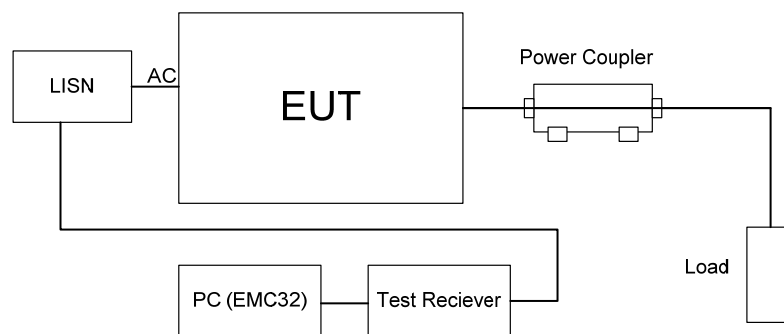 Power Coupler
LISN
AC
EUT
Load
PC (EMC32)
Test Reciever